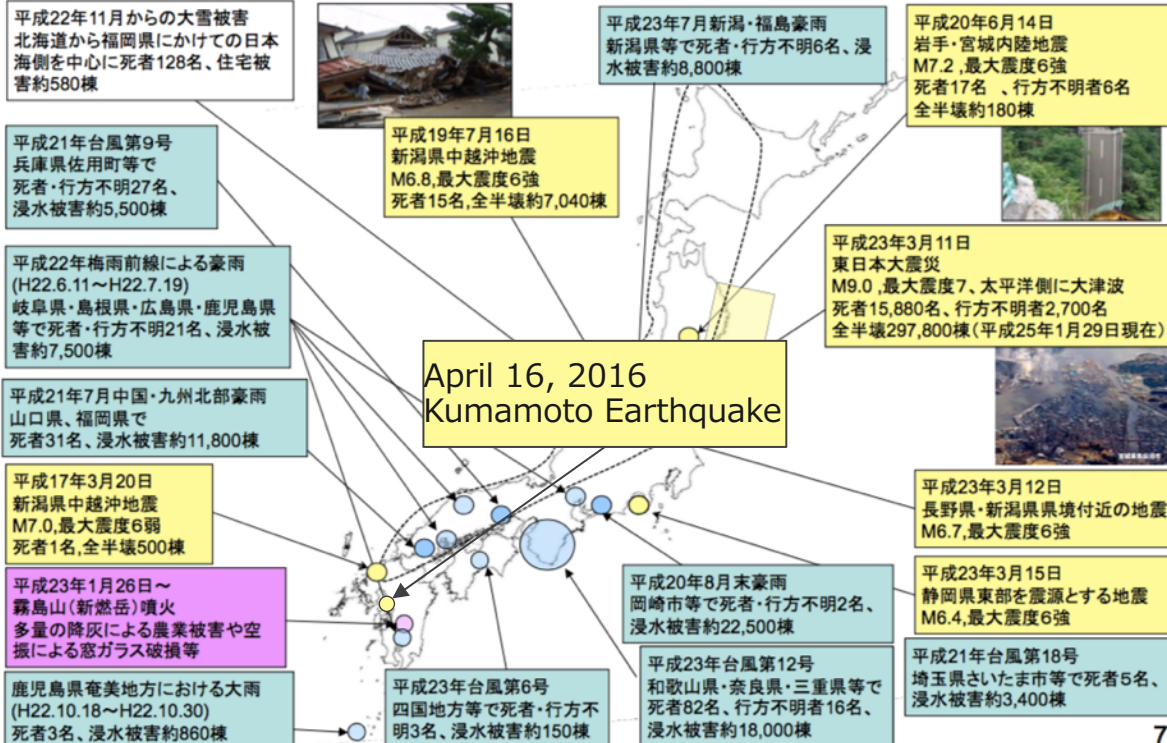 平成22年11月からの大雪被害
北海道から福岡県にかけての日本
海側を中心に死者128名、住宅被
害約580棟
平成23年7月新潟・福島豪雨
新潟県等で死者・行方不明6名、浸
水被害約8,800棟
平成20年6月14日
岩手・宮城内陸地震
M7.2 ,最大震度6強
死者17名 、行方不明者6名
全半壊約180棟
平成21年台風第9号
兵庫県佐用町等で
死者・行方不明27名、
浸水被害約5,500棟
平成19年7月16日
新潟県中越沖地震
M6.8,最大震度6強
死者15名,全半壊約7,040棟
平成22年梅雨前線による豪雨
(H22.6.11～H22.7.19)
岐阜県・島根県・広島県・鹿児島県
等で死者・行方不明21名、浸水被
害約7,500棟
平成23年3月11日
東日本大震災
M9.0 ,最大震度7、太平洋側に大津波
死者15,880名、行方不明者2,700名
全半壊297,800棟(平成25年1月29日現在)
April 16, 2016
Kumamoto Earthquake
平成21年7月中国・九州北部豪雨
山口県、福岡県で
死者31名、浸水被害約11,800棟
平成17年3月20日
新潟県中越沖地震
M7.0,最大震度6弱
死者1名,全半壊500棟
平成23年3月12日
長野県・新潟県県境付近の地震
M6.7,最大震度6強
平成23年1月26日～
霧島山(新燃岳)噴火
多量の降灰による農業被害や空
振による窓ガラス破損等
平成20年8月末豪雨
岡崎市等で死者・行方不明2名、
浸水被害約22,500棟
平成23年3月15日
静岡県東部を震源とする地震
M6.4,最大震度6強
鹿児島県奄美地方における大雨
(H22.10.18～H22.10.30)
死者3名、浸水被害約860棟
平成23年台風第6号
四国地方等で死者・行方不
明3名、浸水被害約150棟
平成23年台風第12号
和歌山県・奈良県・三重県等で
死者82名、行方不明者16名、
浸水被害約18,000棟
平成21年台風第18号
埼玉県さいたま市等で死者5名、
浸水被害約3,400棟
7